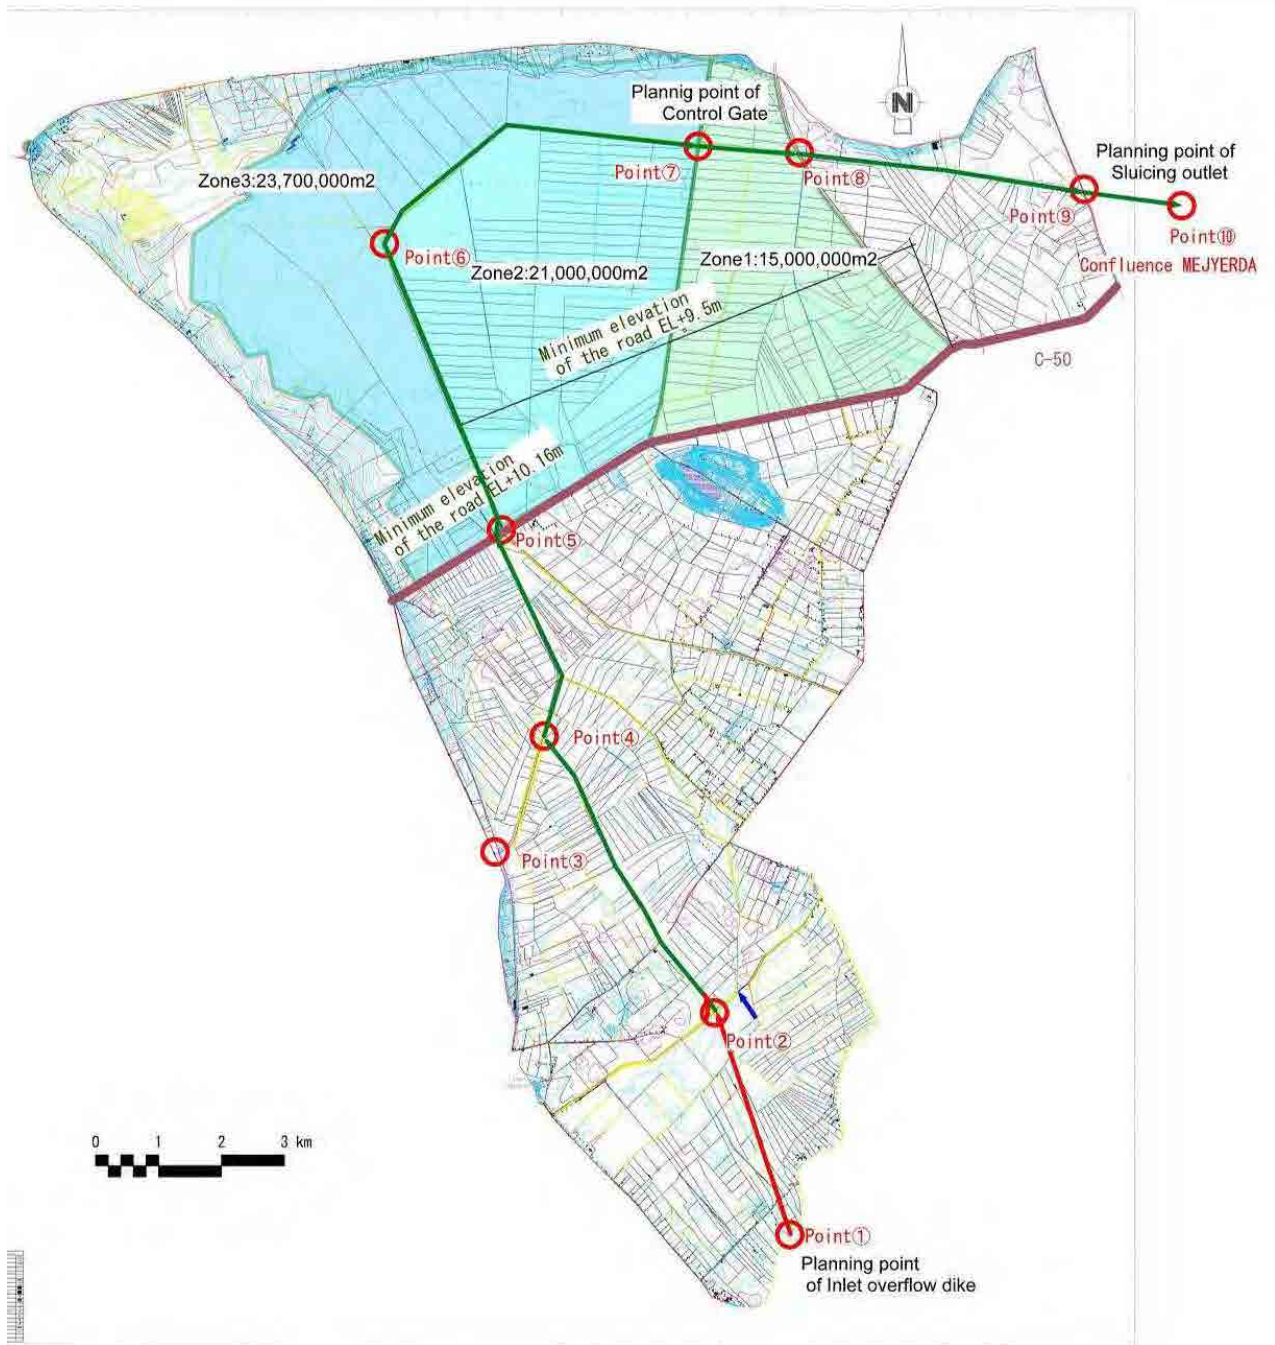 Plannig point of
Control Gate
N
Planning point of
Sluicing outlet
Point⑦
Point⑧
Zone3:23,700,000m2
Point⑨
Point⑩
Point⑥
Zone2:21,000,000m2
Zone1:15,000,000m2
Confluence MEJYERDA
Minimum elevation
of the road EL+9.5m
C-50
Minimum elevation
of the road EL+10.16m
Point⑤
Point④
Point③
Point②
0 1 2 3 km
Point①
Planning point
of Inlet overflow dike